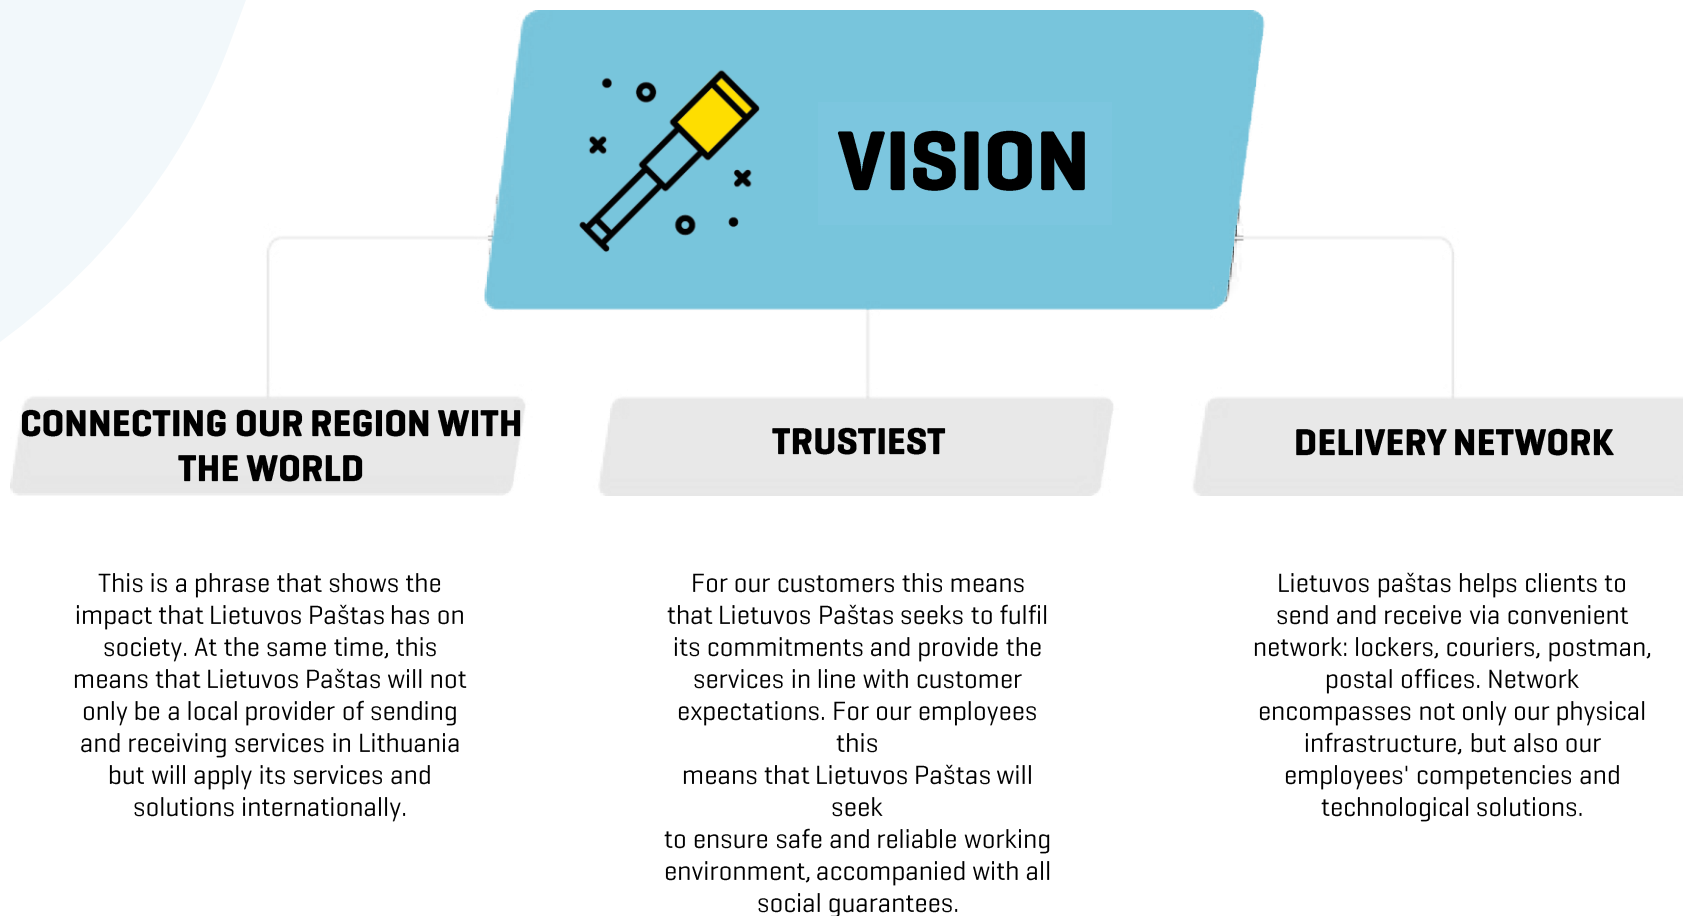 VISION
CONNECTING OUR REGION WITH
THE WORLD
This is a phrase that shows the
impact that Lietuvos Paštas has on
society. At the same time, this
means that Lietuvos Paštas will not
only be a local provider of sending
and receiving services in Lithuania
but will apply its services and
solutions internationally.
TRUSTIEST
For our customers this means
that Lietuvos Paštas seeks to fulfil
its commitments and provide the
services in line with customer
expectations. For our employees
this
means that Lietuvos Paštas will
seek
to ensure safe and reliable working
environment, accompanied with all
social guarantees.
DELIVERY NETWORK
Lietuvos paštas helps clients to
send and receive via convenient
network: lockers, couriers, postman,
postal offices. Network
encompasses not only our physical
infrastructure, but also our
employees' competencies and
technological solutions.